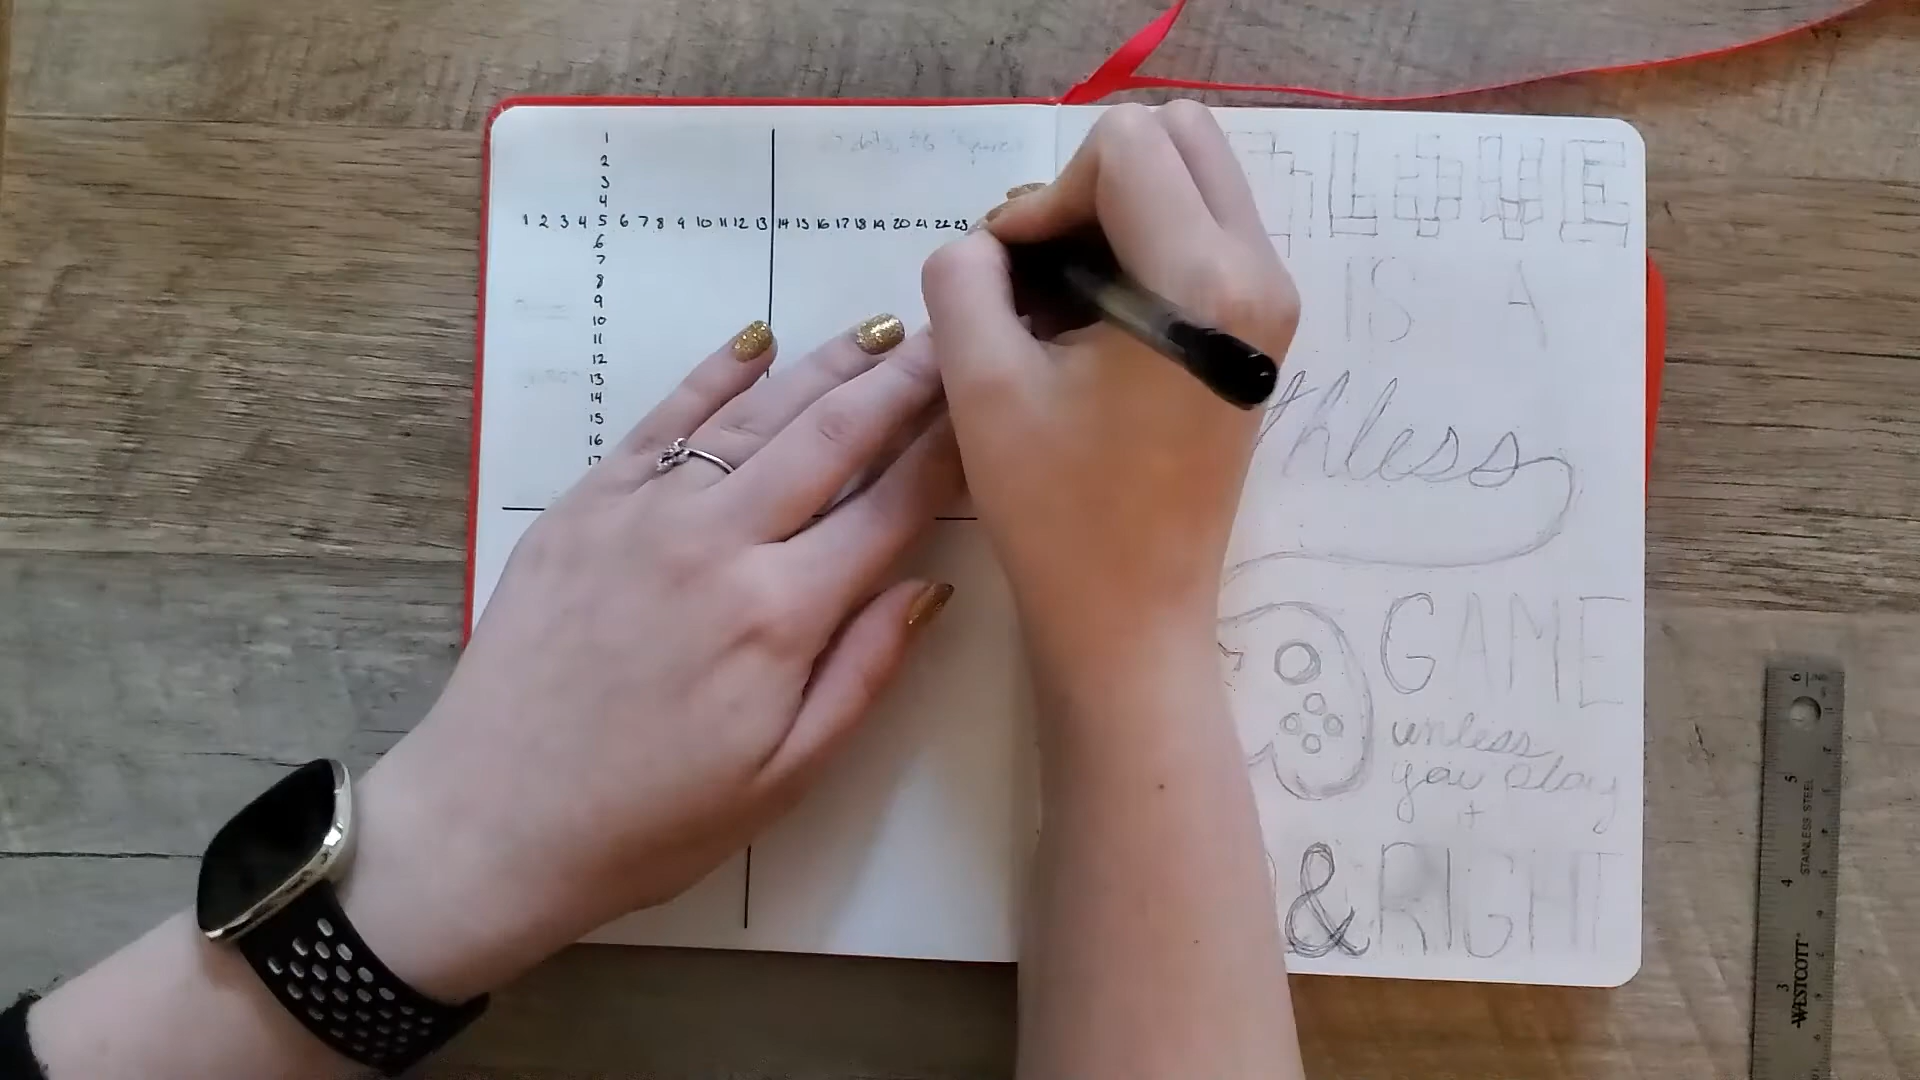 1
2
3
4
1 2 3 4 5 6 7 8 9 10 11 12 13 14 15 16 17 18 19 20 21 22 23
6
7
8
9
10
11
12
13
14
15
16
17
LOVE
IS A
thless
GAME
unless
you play
+
& RIGHT
6
5
4
3
STAINLESS STEEL
WESTCOTT